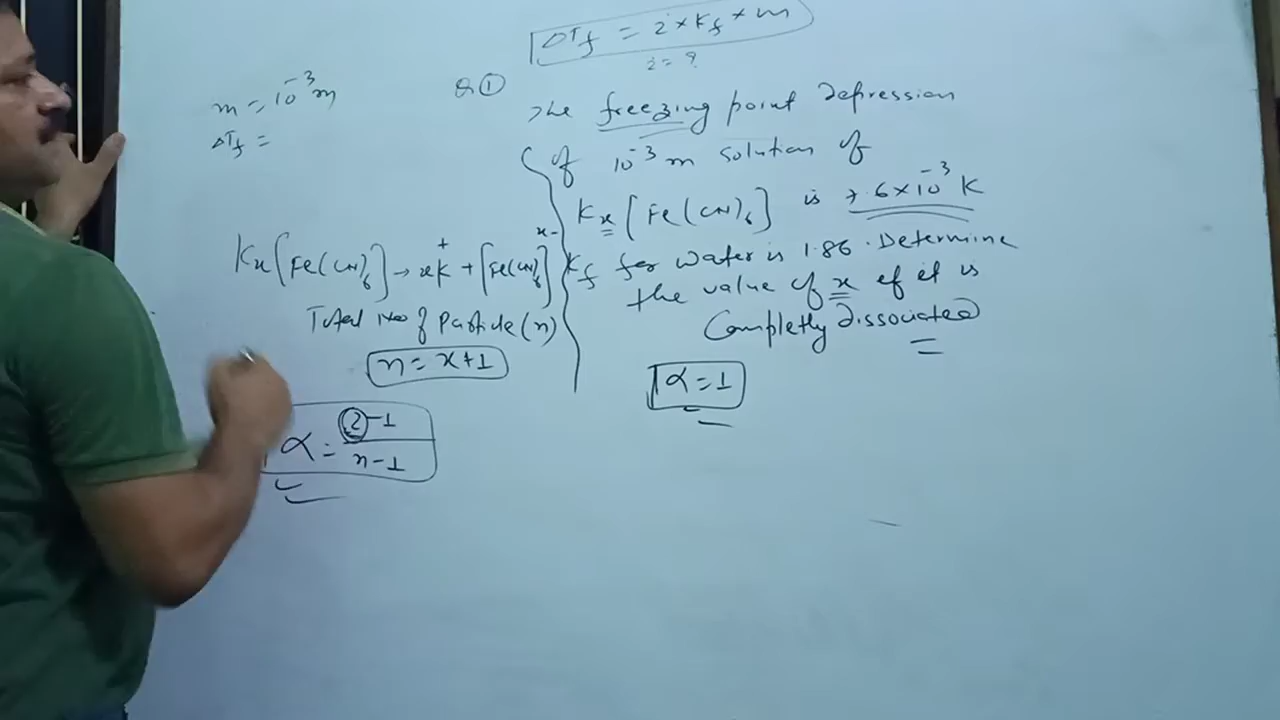 ΔTf = i × Kf × m
i = ?
m = 10⁻³ m
ΔTf =
Q ①
The freezing point Depression
of 10⁻³ m solution of
Kx [Fe(CN)6] is 7.6×10⁻³ K
Kf for water is 1.86. Determine
the value of x if it is
Completly dissociated
α = 1
Kx[Fe(CN)6] → xK⁺ + [Fe(CN)6]ˣ⁻
Total No of Particle (n)
n = x+1
α = i-1 / n-1